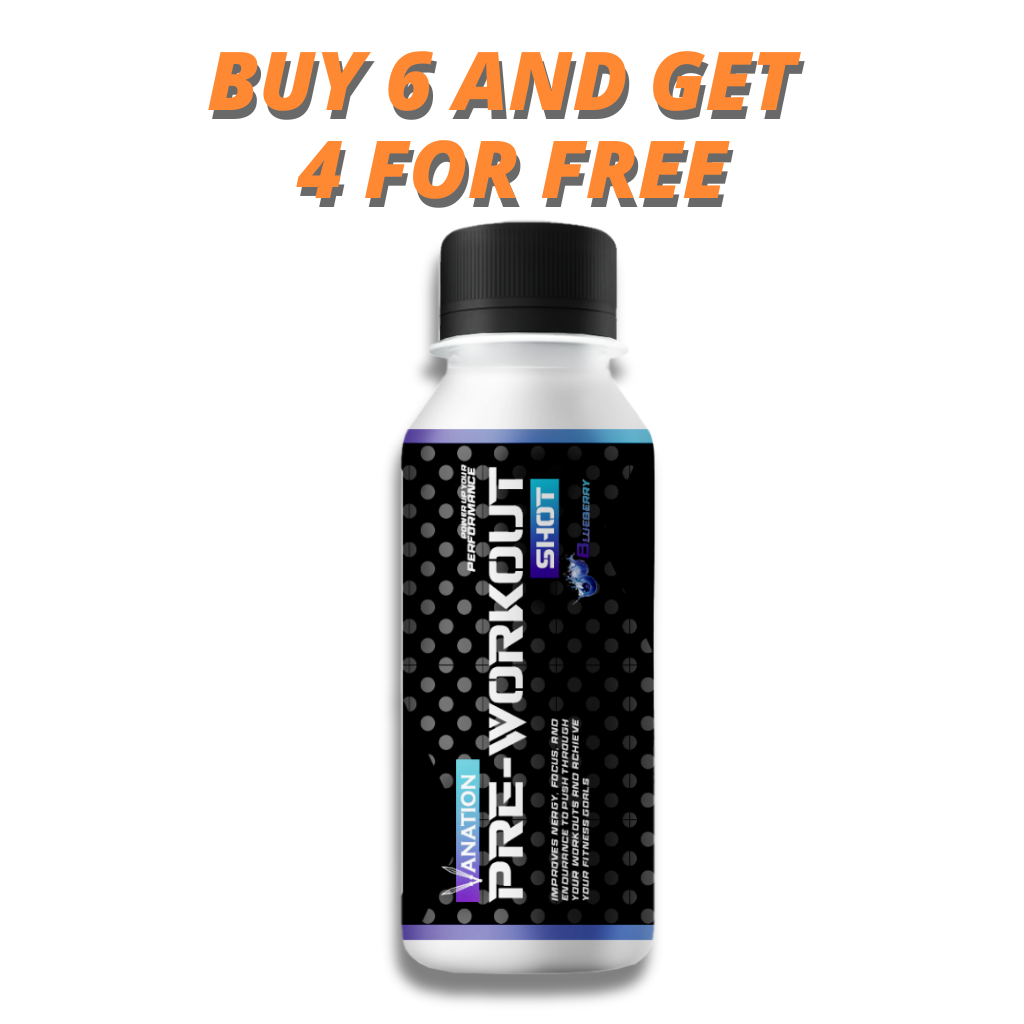 BUY 6 AND GET
4 FOR FREE
VANATION
POWER UP YOUR
PERFORMANCE
PRE-WORKOUT
SHOT
BLUEBERRY
IMPROVES NERGY, FOCUS, AND
ENDURANCE TO PUSH THROUGH
YOUR WORKOUTS AND ACHIEVE
YOUR FITNESS GOALS